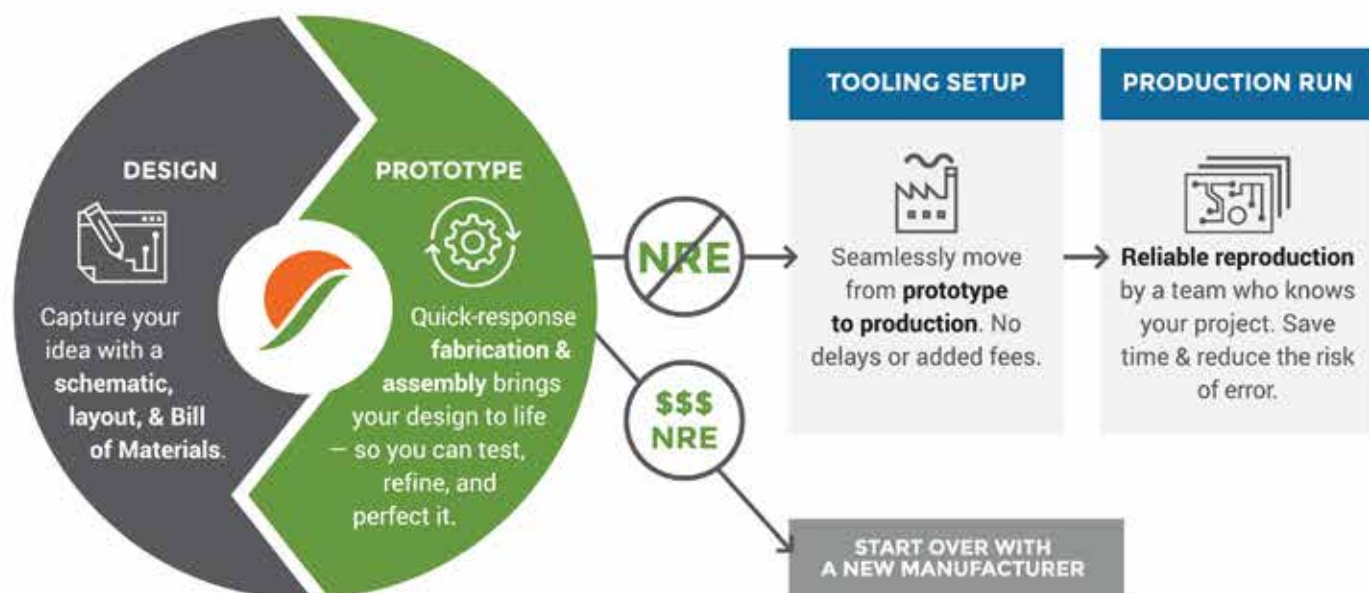 DESIGN
Capture your
idea with a
schematic,
layout, & Bill
of Materials.
PROTOTYPE
Quick-response
fabrication &
assembly brings
your design to life
— so you can test,
refine, and
perfect it.
NRE
$$$
NRE
TOOLING SETUP
Seamlessly move
from prototype
to production. No
delays or added fees.
PRODUCTION RUN
Reliable reproduction
by a team who knows
your project. Save
time & reduce the risk
of error.
START OVER WITH
A NEW MANUFACTURER